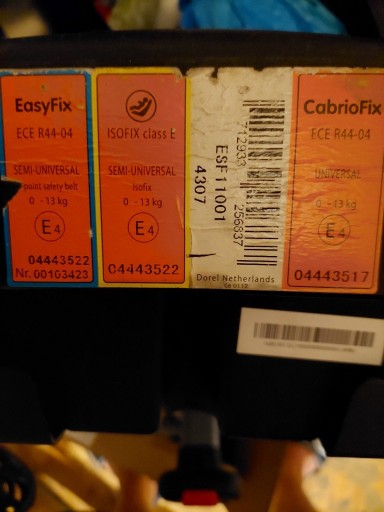 EasyFix
ECE R44-04
SEMI-UNIVERSAL
point safety belt
0 - 13 kg
E4
04443522
Nr. 00103423
ISOFIX class E
SEMI-UNIVERSAL
Isofix
0 - 13 kg
E4
04443522
ESF 11001
4307
712933 256837
Dorel Netherlands
CabrioFix
ECE R44-04
UNIVERSAL
0 - 13 kg
E4
04443517